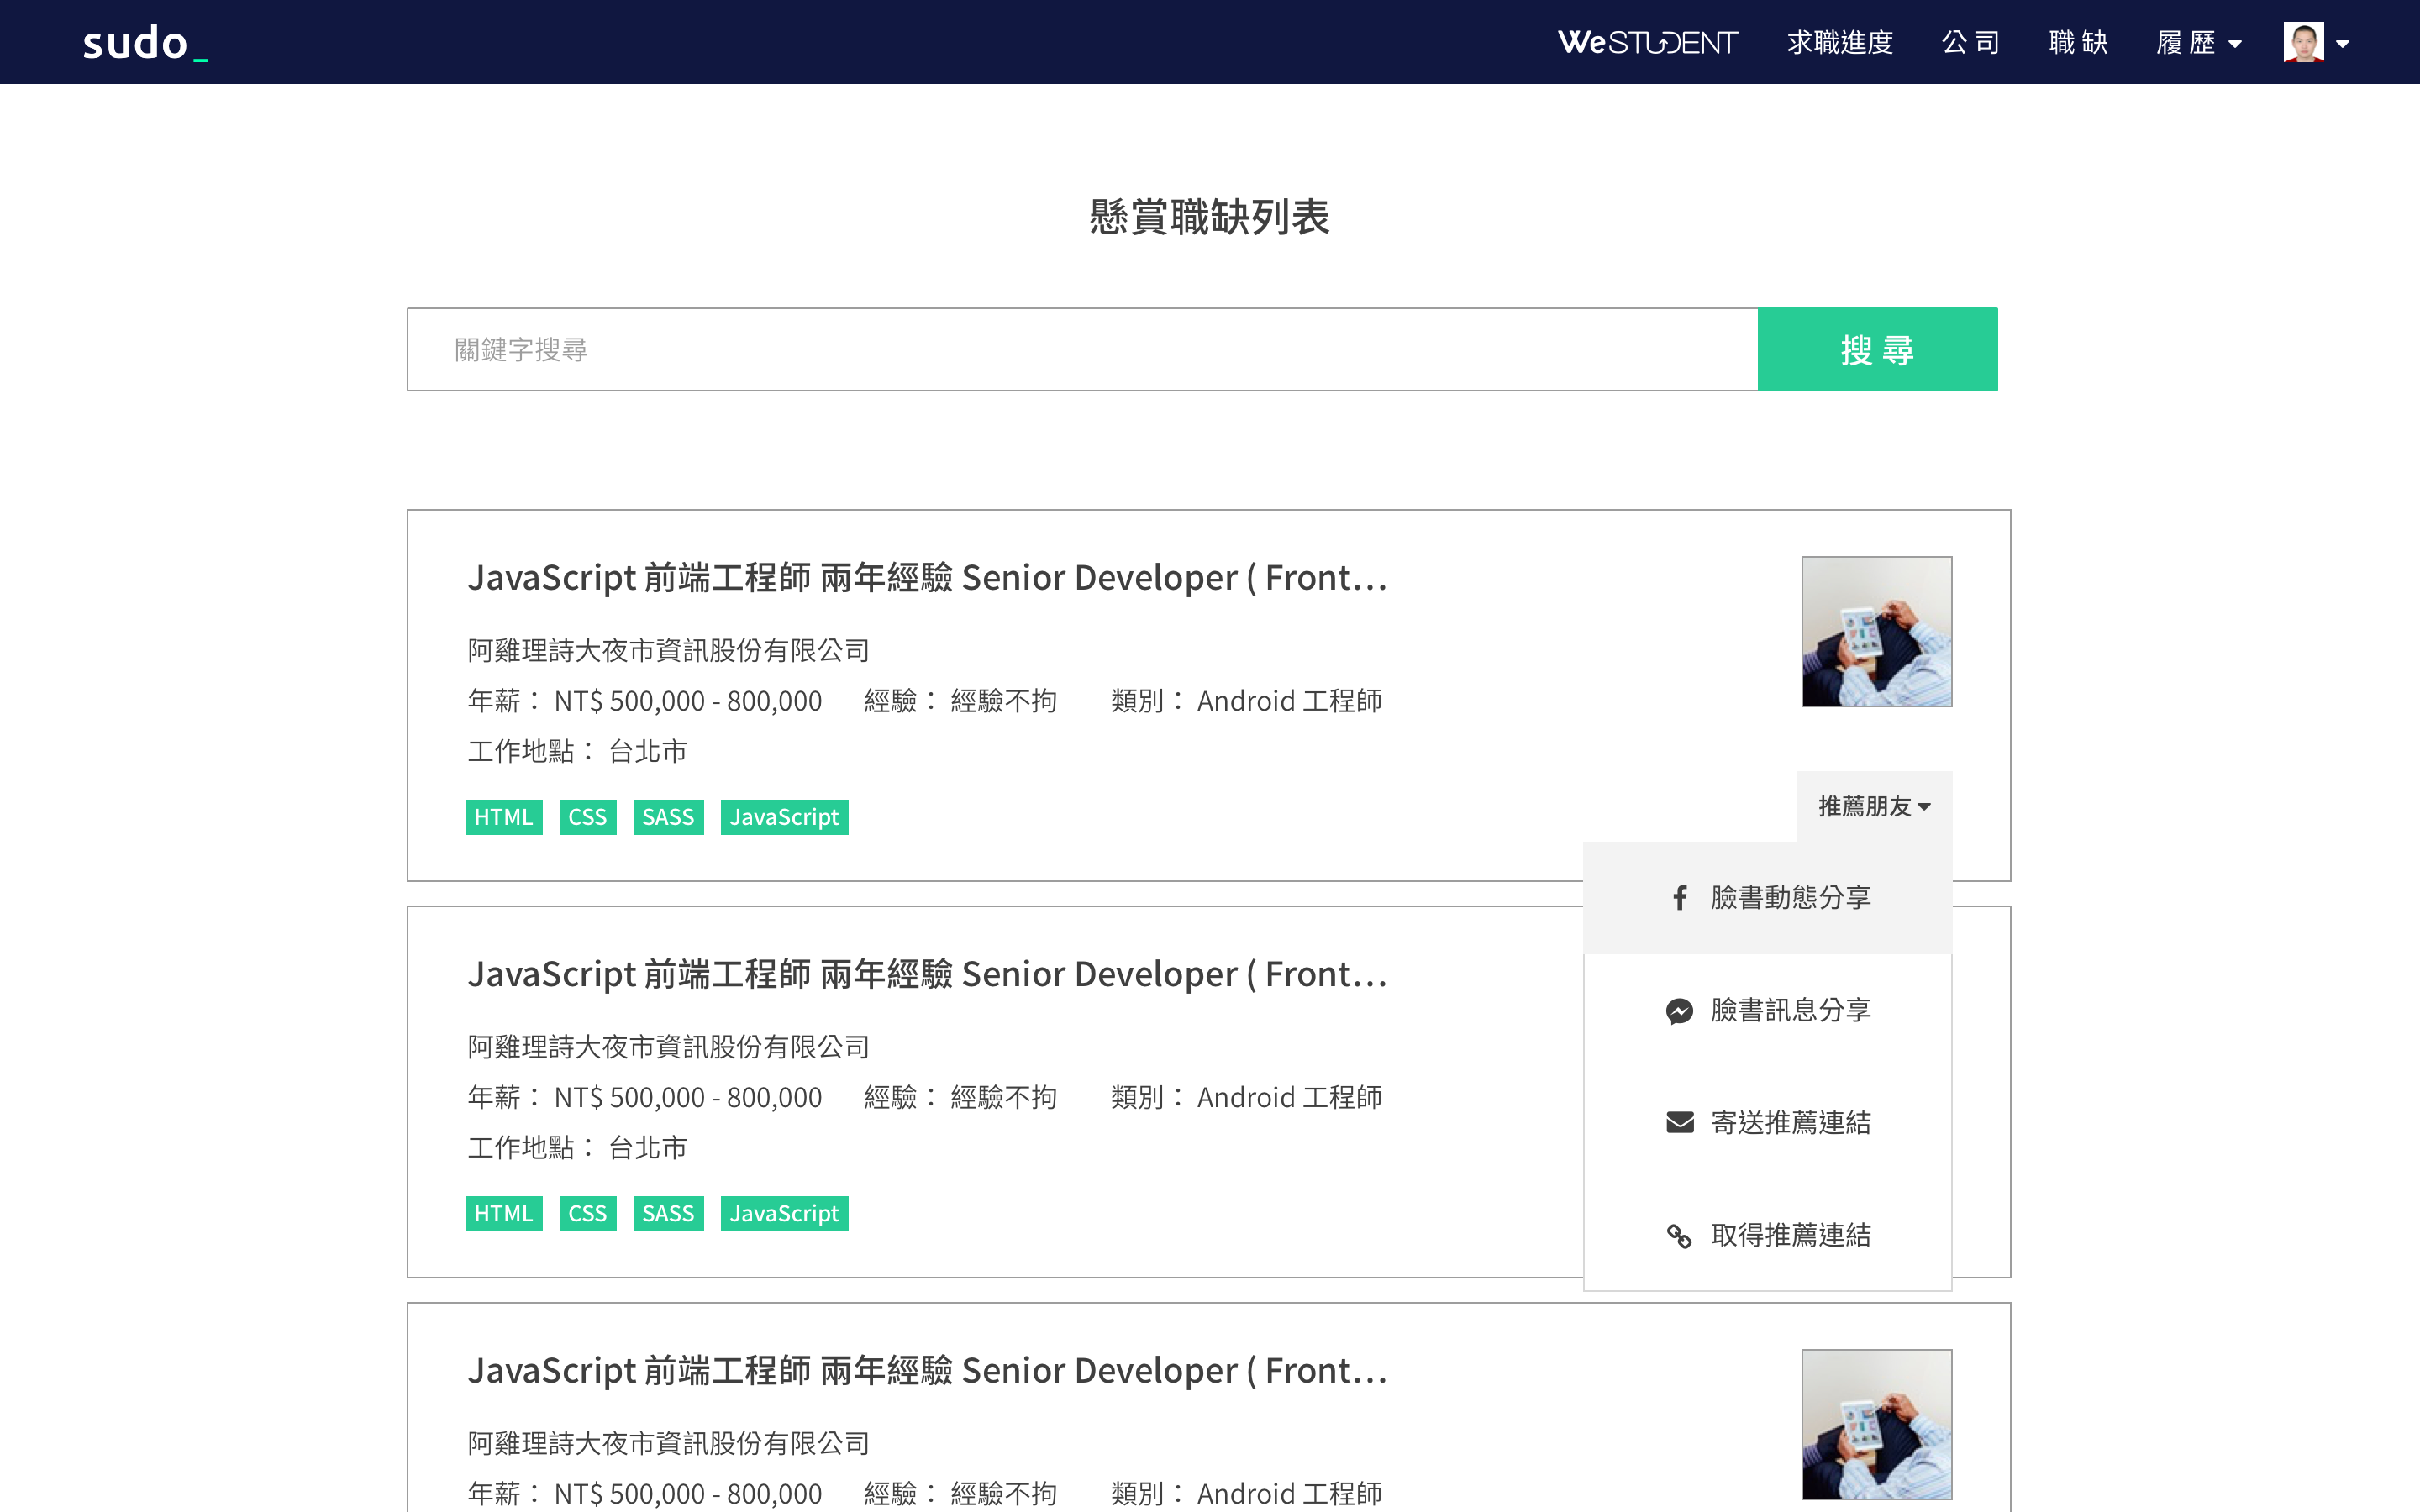 sudo_
WeSTUDENT 求職進度 公司 職缺 履歷
懸賞職缺列表
關鍵字搜尋
搜尋
JavaScript 前端工程師 兩年經驗 Senior Developer ( Front…
阿雞理詩大夜市資訊股份有限公司
年薪： NT$ 500,000 - 800,000 經驗： 經驗不拘 類別： Android 工程師
工作地點： 台北市
HTML CSS SASS JavaScript
推薦朋友
臉書動態分享
臉書訊息分享
寄送推薦連結
取得推薦連結
JavaScript 前端工程師 兩年經驗 Senior Developer ( Front…
阿雞理詩大夜市資訊股份有限公司
年薪： NT$ 500,000 - 800,000 經驗： 經驗不拘 類別： Android 工程師
工作地點： 台北市
HTML CSS SASS JavaScript
JavaScript 前端工程師 兩年經驗 Senior Developer ( Front…
阿雞理詩大夜市資訊股份有限公司
年薪： NT$ 500,000 - 800,000 經驗： 經驗不拘 類別： Android 工程師